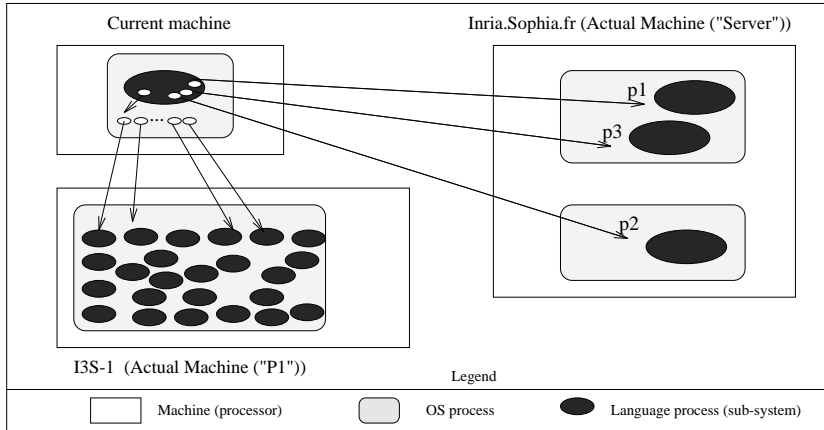 Current machine
Inria.Sophia.fr (Actual Machine ("Server"))
p1
p3
...
p2
I3S-1 (Actual Machine ("P1"))
Legend
Machine (processor)
OS process
Language process (sub-system)